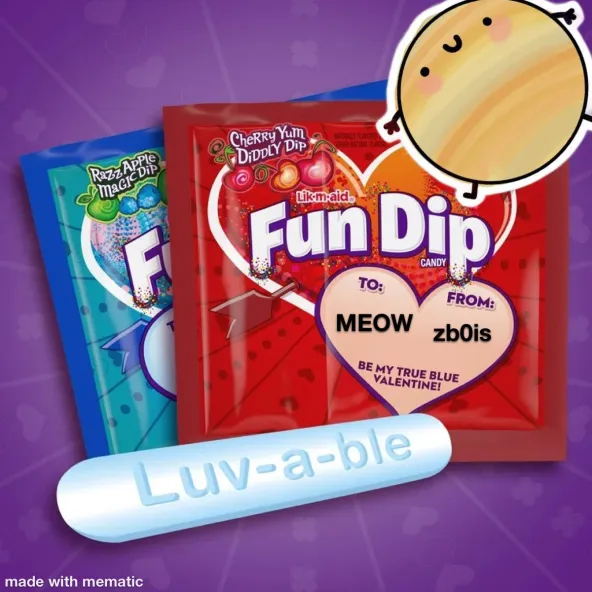 RaZZ APPle
MaGiC DiP
CHeRRY YuM
DiDDLY DiP
Lik-m-aid
Fun Dip
CANDY
F
TO:
FROM:
MEOW
zb0is
BE MY TRUE BLUE
VALENTINE!
Luv-a-ble
made with mematic